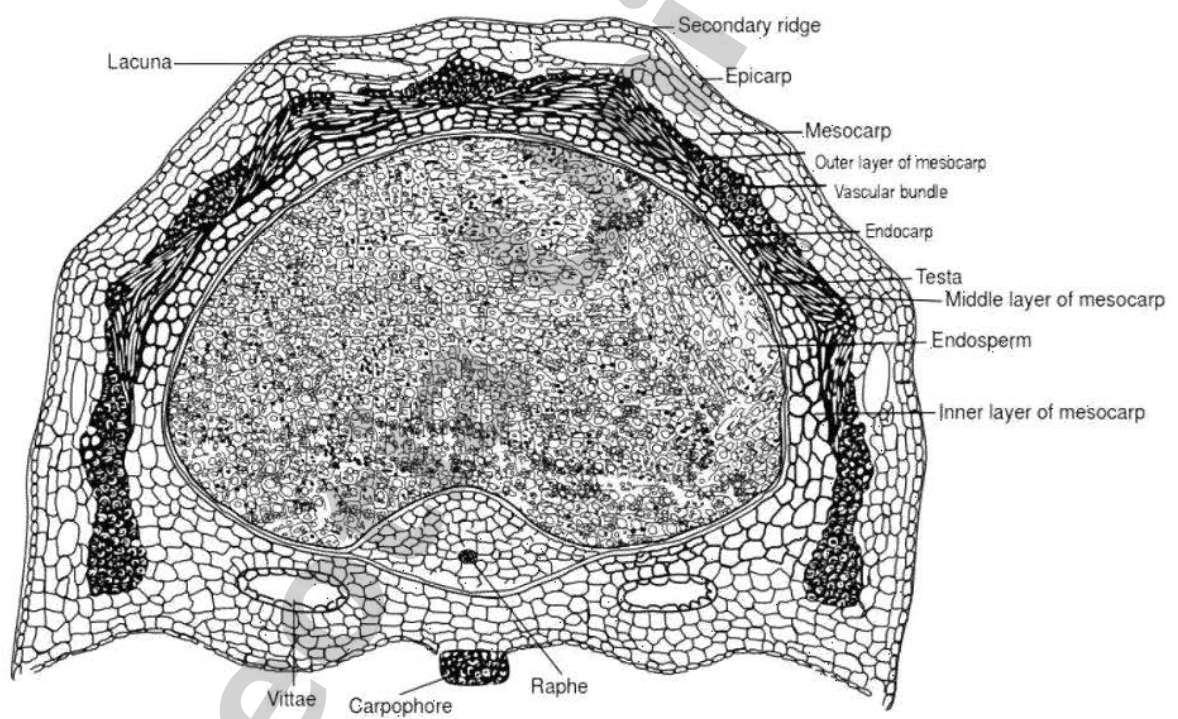 Secondary ridge
Lacuna
Epicarp
Mesocarp
Outer layer of mesocarp
Vascular bundle
Endocarp
Testa
Middle layer of mesocarp
Endosperm
Inner layer of mesocarp
Vittae
Carpophore
Raphe